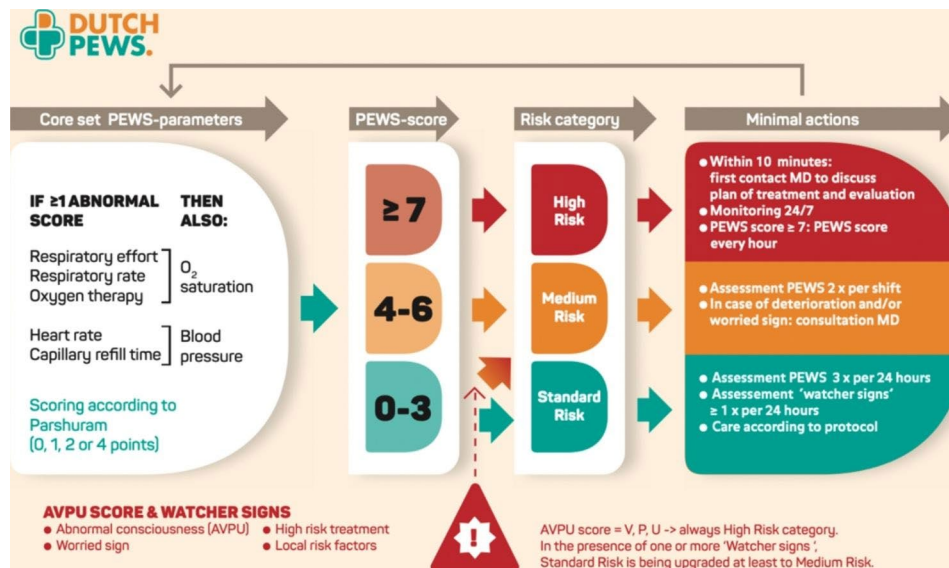 DUTCH
PEWS.
Core set PEWS-parameters
PEWS-score
Risk category
Minimal actions
IF ≥1 ABNORMAL
SCORE
THEN
ALSO:
Respiratory effort
Respiratory rate
Oxygen therapy
O2
saturation
Heart rate
Capillary refill time
Blood
pressure
Scoring according to
Parshuram
(0, 1, 2 or 4 points)
≥ 7
4-6
0-3
High
Risk
Medium
Risk
Standard
Risk
● Within 10 minutes:
first contact MD to discuss
plan of treatment and evaluation
● Monitoring 24/7
● PEWS score ≥ 7: PEWS score
every hour
● Assessment PEWS 2 x per shift
● In case of deterioration and/or
worried sign: consultation MD
● Assessment PEWS 3 x per 24 hours
● Assessement 'watcher signs'
≥ 1 x per 24 hours
● Care according to protocol
AVPU SCORE & WATCHER SIGNS
● Abnormal consciousness (AVPU)
● Worried sign
● High risk treatment
● Local risk factors
!
AVPU score = V, P, U -> always High Risk category.
In the presence of one or more 'Watcher signs ',
Standard Risk is being upgraded at least to Medium Risk.